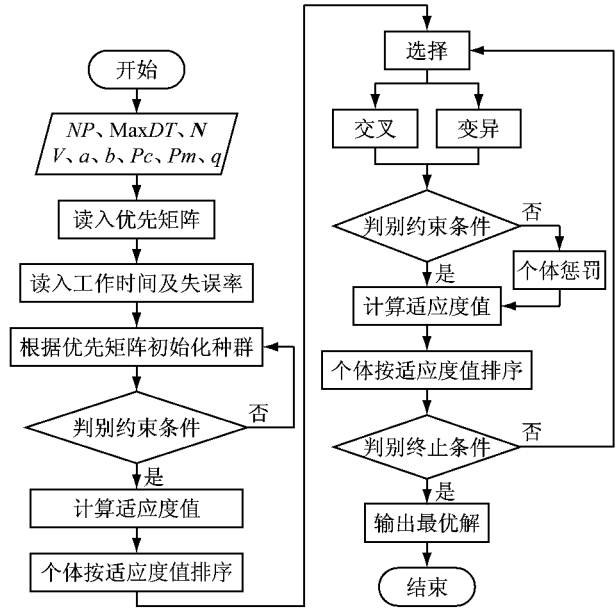 开始
NP、MaxDT、N
V、a、b、Pc、Pm、q
读入优先矩阵
读入工作时间及失误率
根据优先矩阵初始化种群
判别约束条件
否
是
计算适应度值
个体按适应度值排序
选择
交叉
变异
判别约束条件
否
个体惩罚
是
计算适应度值
个体按适应度值排序
判别终止条件
否
是
输出最优解
结束